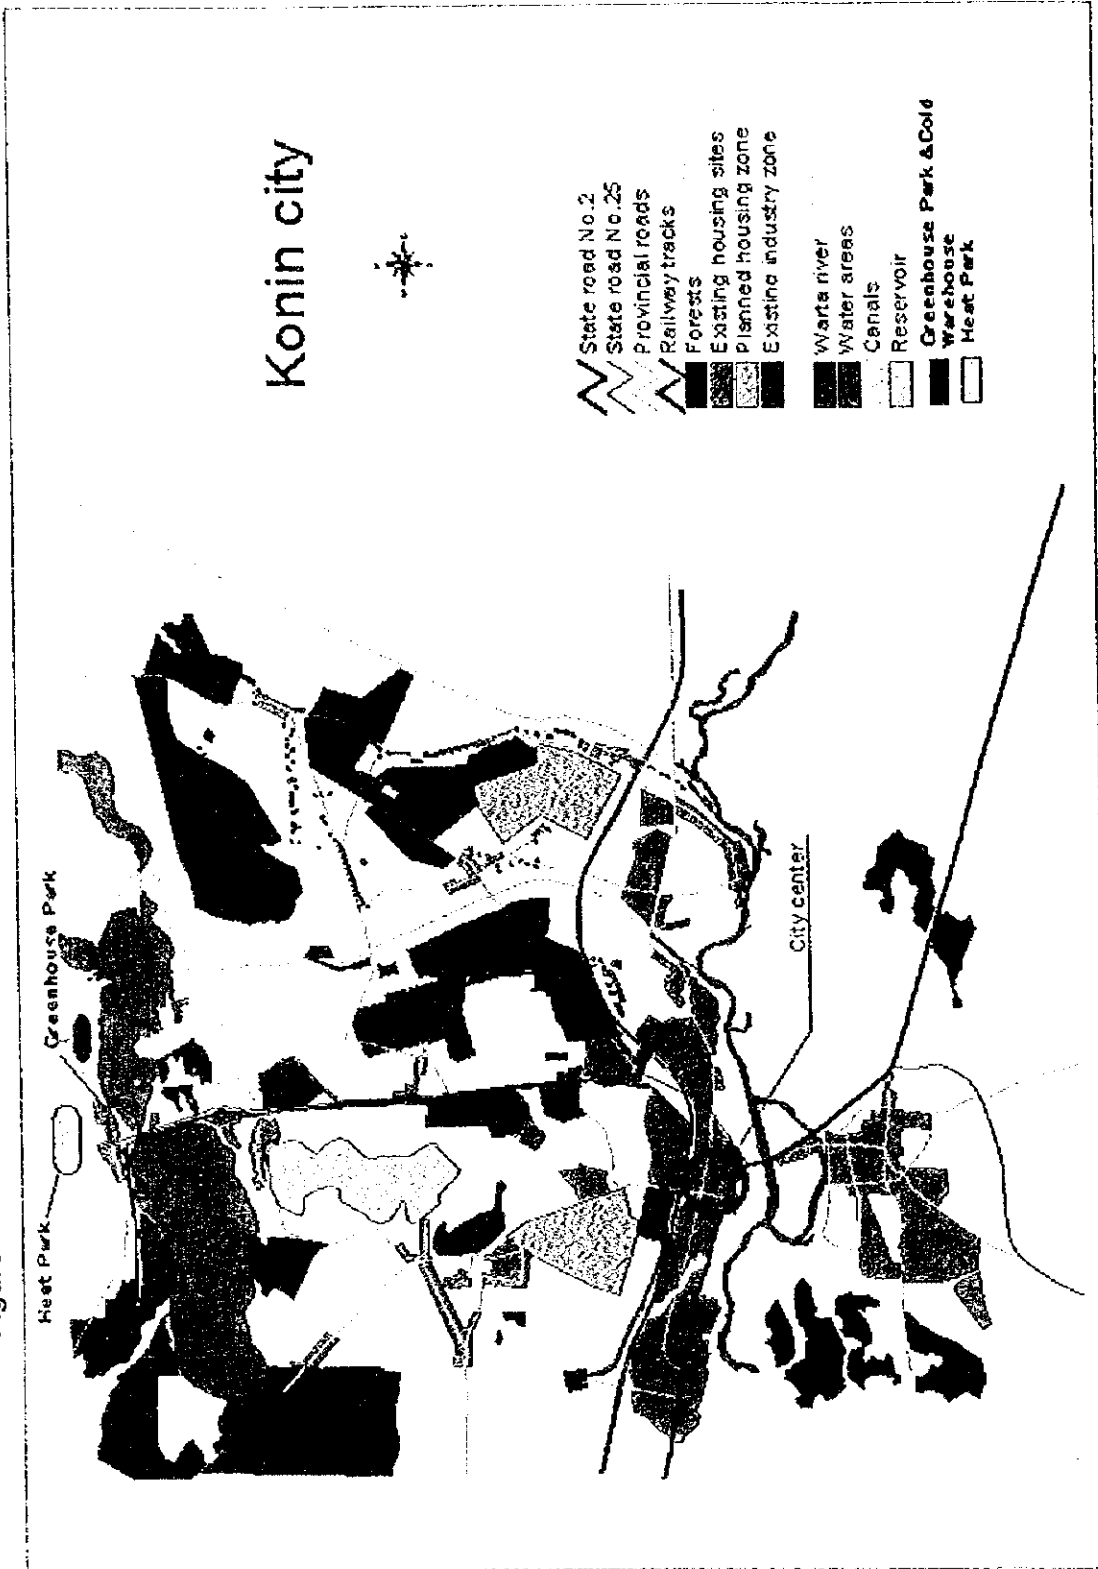 Konin city
State road No.2
State road No.25
Provincial roads
Railway tracks
Forests
Existing housing sites
Planned housing zone
Existing industry zone
Warta river
Water areas
Canals
Reservoir
Greenhouse Park & Cold
Warehouse
Heat Park
Heat Park
Greenhouse Park
City center